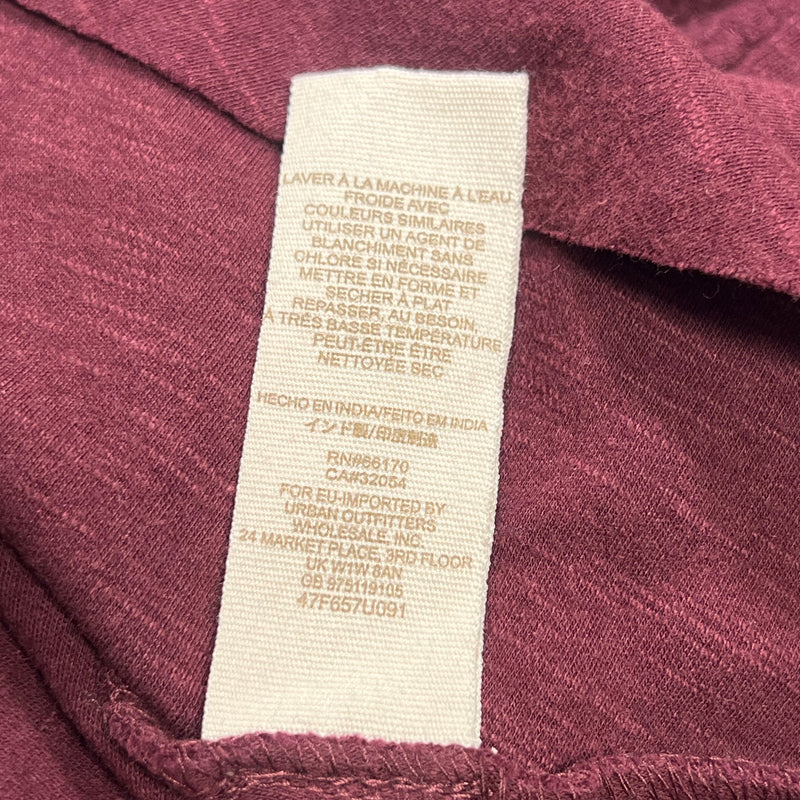 LAVER À LA MACHINE À L'EAU
FROIDE AVEC
COULEURS SIMILAIRES
UTILISER UN AGENT DE
BLANCHIMENT SANS
CHLORE SI NÉCESSAIRE
METTRE EN FORME ET
SECHER À PLAT
REPASSER, AU BESOIN,
À TRÈS BASSE TEMPÉRATURE
PEUT-ÊTRE ÊTRE
NETTOYÉE SEC
HECHO EN INDIA/FEITO EM INDIA
インド製/印度制造
RN#66170
CA#32054
FOR EU-IMPORTED BY
URBAN OUTFITTERS
WHOLESALE, INC.
24 MARKET PLACE, 3RD FLOOR
UK W1W 8AN
GB 979119105
47F657U091